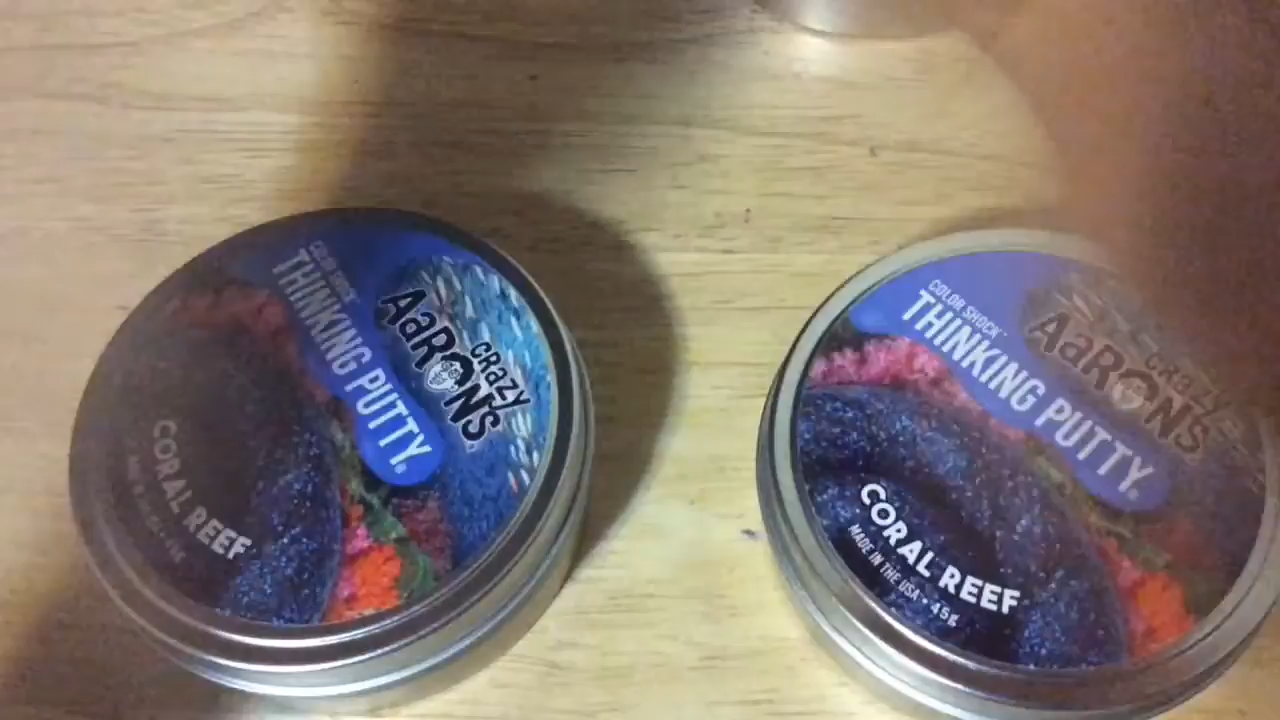 COLOR SHOCK
THINKING PUTTY®
CRAZY
AARONS
CORAL REEF
COLOR SHOCK™
THINKING PUTTY®
CRAZY
AARONS
CORAL REEF
MADE IN THE USA • 45g